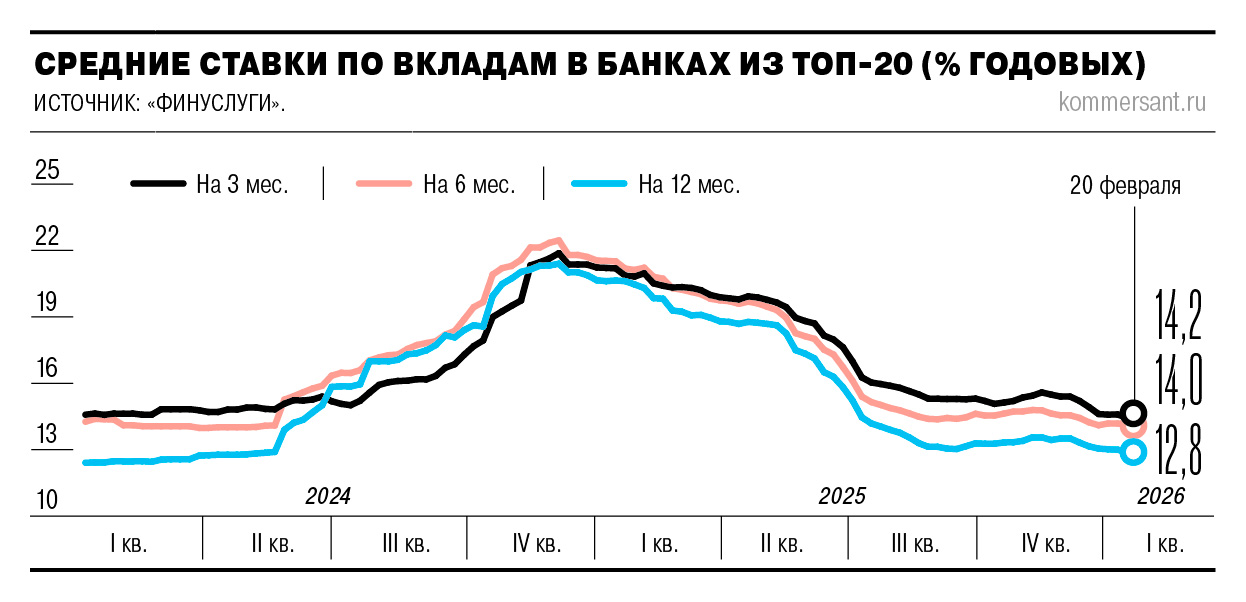 СРЕДНИЕ СТАВКИ ПО ВКЛАДАМ В БАНКАХ ИЗ ТОП-20 (% ГОДОВЫХ)
ИСТОЧНИК: «ФИНУСЛУГИ».
kommersant.ru
25
На 3 мес.
На 6 мес.
На 12 мес.
20 февраля
22
19
14,2
16
14,0
13
12,8
10
2024
2025
2026
I кв.
II кв.
III кв.
IV кв.
I кв.
II кв.
III кв.
IV кв.
I кв.